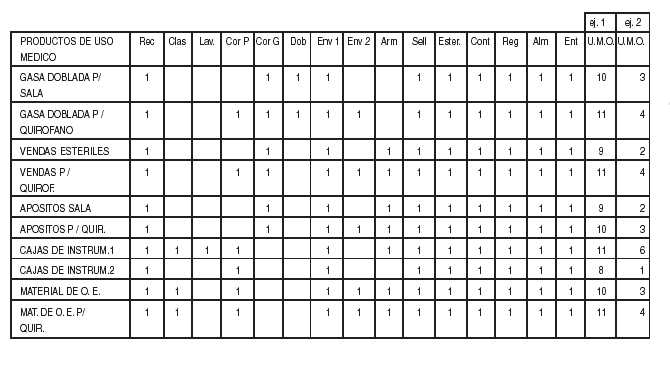 ej. 1 ej. 2
PRODUCTOS DE USO MEDICO Rec Clas Lav. Cor P Cor G Dob Env 1 Env 2 Arm Sell Ester. Cont Reg Alm Ent U.M.O. U.M.O.
GASA DOBLADA P/ SALA 1 1 1 1 1 1 1 1 1 1 10 3
GASA DOBLADA P / QUIROFANO 1 1 1 1 1 1 1 1 1 1 1 1 11 4
VENDAS ESTERILES 1 1 1 1 1 1 1 1 1 1 9 2
VENDAS P / QUIROF. 1 1 1 1 1 1 1 1 1 1 1 1 11 4
APOSITOS SALA 1 1 1 1 1 1 1 1 1 1 9 2
APOSITOS P / QUIR. 1 1 1 1 1 1 1 1 1 1 1 10 3
CAJAS DE INSTRUM.1 1 1 1 1 1 1 1 1 1 1 1 1 11 6
CAJAS DE INSTRUM.2 1 1 1 1 1 1 1 1 1 8 1
MATERIAL DE O. E. 1 1 1 1 1 1 1 1 1 1 1 1 10 3
MAT. DE O. E. P/ QUIR. 1 1 1 1 1 1 1 1 1 1 1 1 11 4